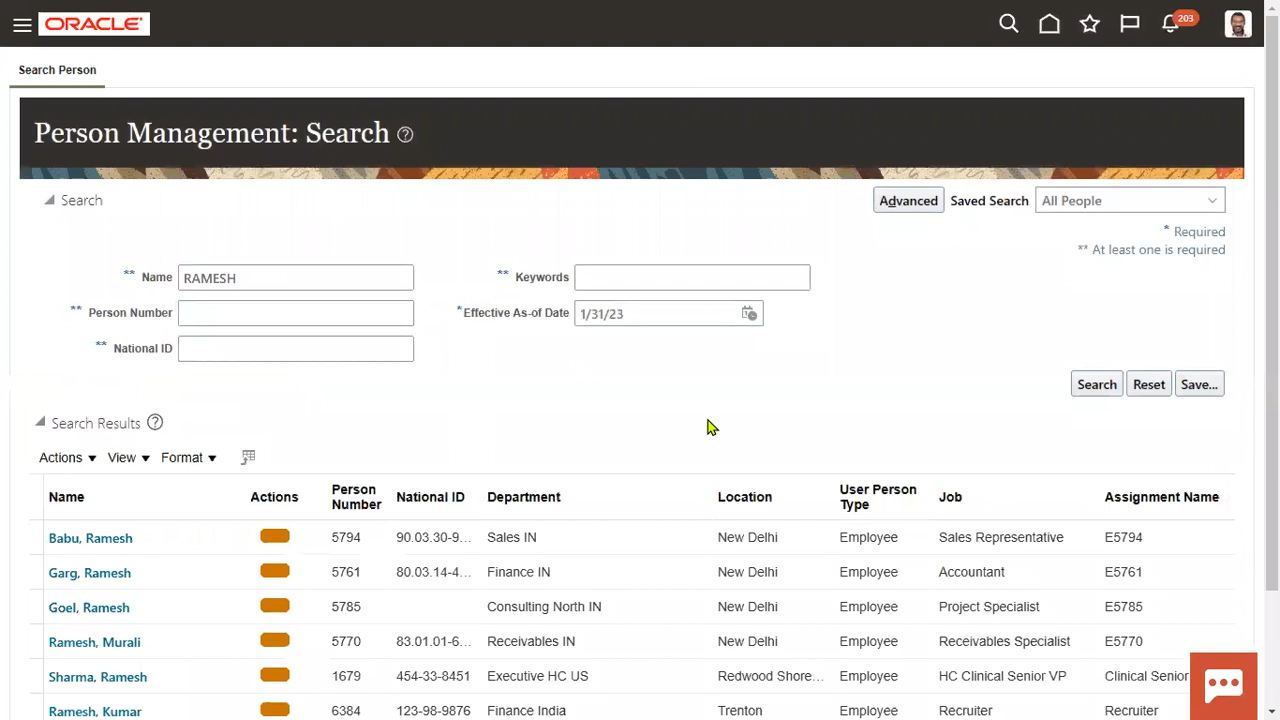 ORACLE
203
Search Person
Person Management: Search
Search
Advanced Saved Search All People
* Required
** At least one is required
** Name RAMESH ** Keywords
** Person Number *Effective As-of Date 1/31/23
** National ID
Search Reset Save...
Search Results
Actions View Format
Name Actions Person Number National ID Department Location User Person Type Job Assignment Name
Babu, Ramesh 5794 90.03.30-9... Sales IN New Delhi Employee Sales Representative E5794
Garg, Ramesh 5761 80.03.14-4... Finance IN New Delhi Employee Accountant E5761
Goel, Ramesh 5785 Consulting North IN New Delhi Employee Project Specialist E5785
Ramesh, Murali 5770 83.01.01-6... Receivables IN New Delhi Employee Receivables Specialist E5770
Sharma, Ramesh 1679 454-33-8451 Executive HC US Redwood Shore... Employee HC Clinical Senior VP Clinical Senior
Ramesh, Kumar 6384 123-98-9876 Finance India Trenton Employee Recruiter Recruiter